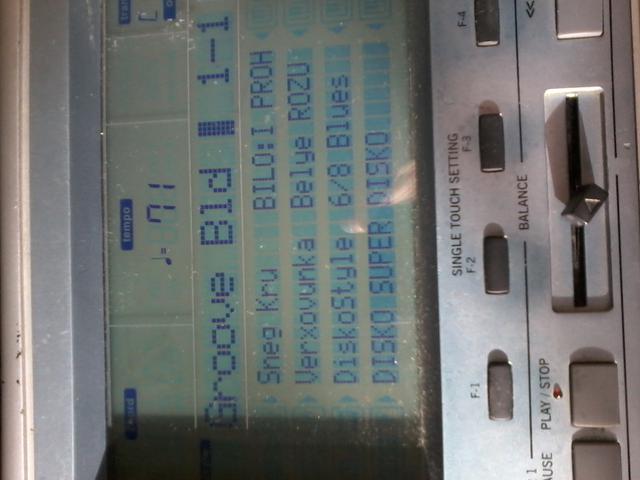 tempo
♩= 71
Groove Bld 1-1
Sneg Kru BILO:I PROH
Verxovunka Belye ROZU
DiskoStyle 6/8 Blues
DISKO SUPER DISKO
SINGLE TOUCH SETTING
F-1 F-2 F-3 F-4
BALANCE
PLAY / STOP